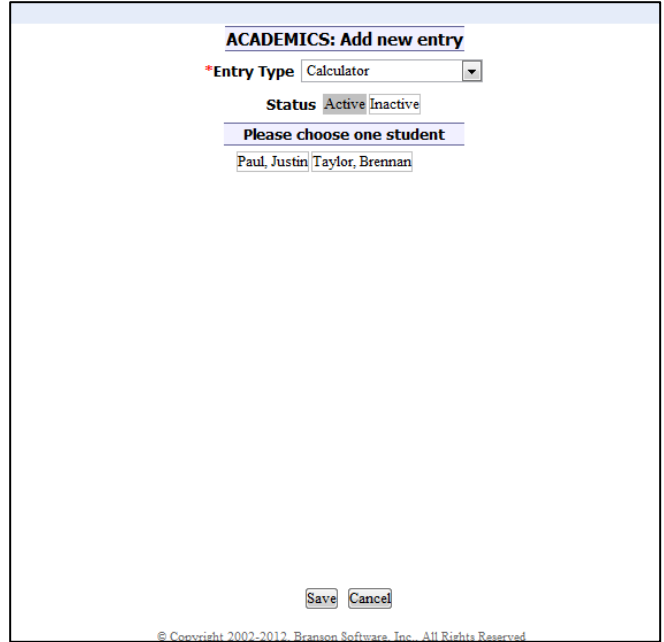 ACADEMICS: Add new entry
*Entry Type Calculator
Status Active Inactive
Please choose one student
Paul, Justin Taylor, Brennan
Save Cancel
© Copyright 2002-2012, Branson Software, Inc., All Rights Reserved